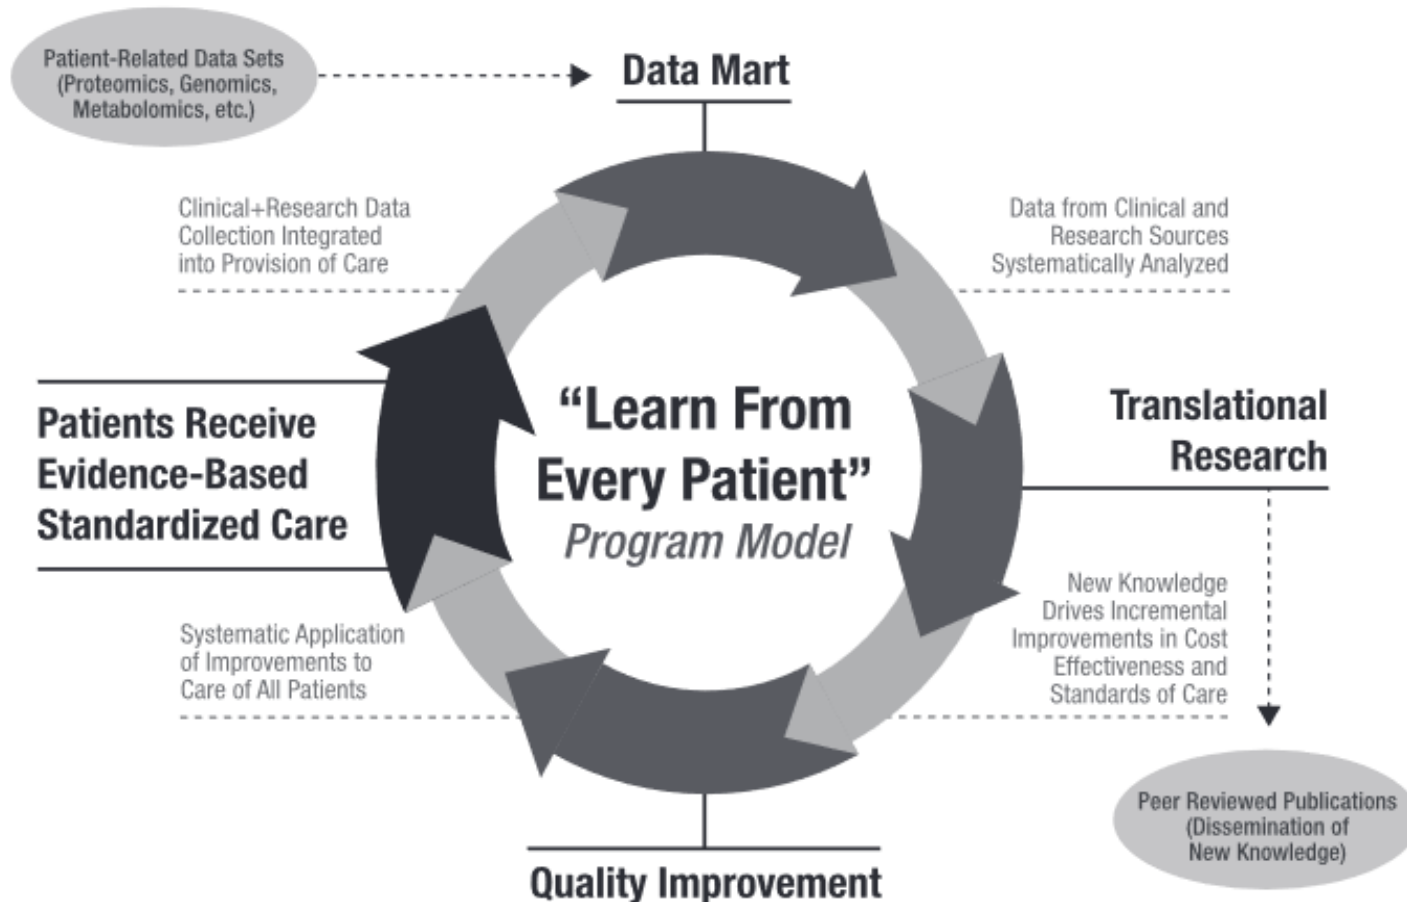 Patient-Related Data Sets
(Proteomics, Genomics,
Metabolomics, etc.)
Data Mart
Clinical+Research Data
Collection Integrated
into Provision of Care
Data from Clinical and
Research Sources
Systematically Analyzed
Patients Receive
Evidence-Based
Standardized Care
“Learn From
Every Patient”
Program Model
Translational
Research
Systematic Application
of Improvements to
Care of All Patients
New Knowledge
Drives Incremental
Improvements in Cost
Effectiveness and
Standards of Care
Peer Reviewed Publications
(Dissemination of
New Knowledge)
Quality Improvement